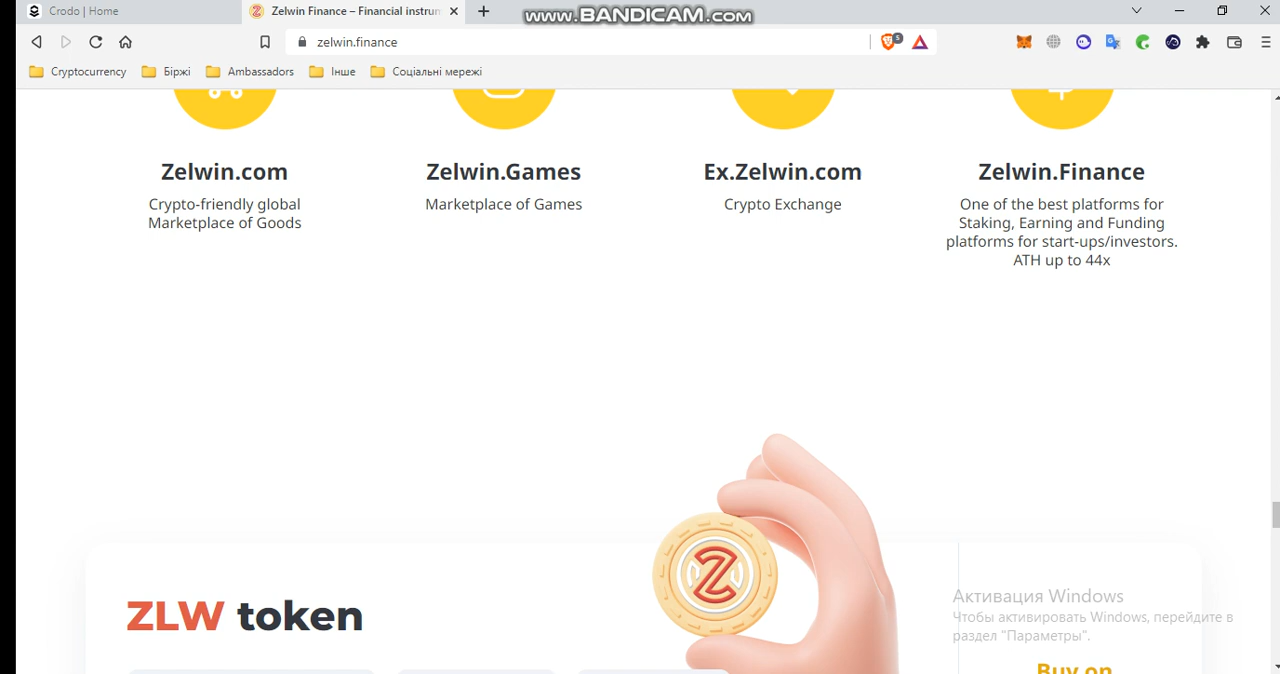 Crodo | Home
Zelwin Finance – Financial instrun
www.BANDICAM.com
zelwin.finance
5
Cryptocurrency
Біржі
Ambassadors
Інше
Соціальні мережі
Zelwin.com
Crypto-friendly global
Marketplace of Goods
Zelwin.Games
Marketplace of Games
Ex.Zelwin.com
Crypto Exchange
Zelwin.Finance
One of the best platforms for
Staking, Earning and Funding
platforms for start-ups/investors.
ATH up to 44x
ZLW token
Активация Windows
Чтобы активировать Windows, перейдите в
раздел "Параметры".
Buy on